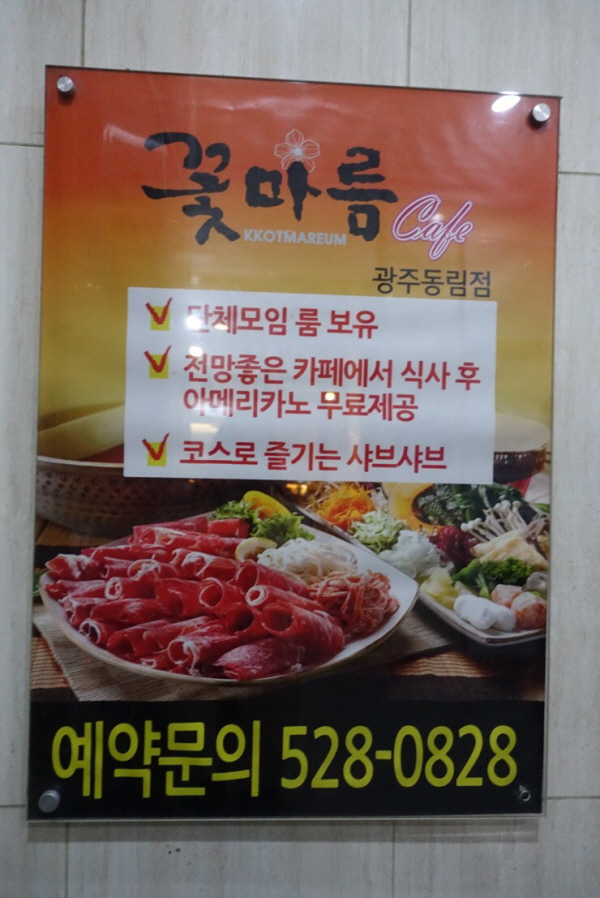 꽃마름
KKOTMAREUM
Cafe
광주동림점
단체모임 룸 보유
전망좋은 카페에서 식사 후
아메리카노 무료제공
코스로 즐기는 샤브샤브
예약문의 528-0828